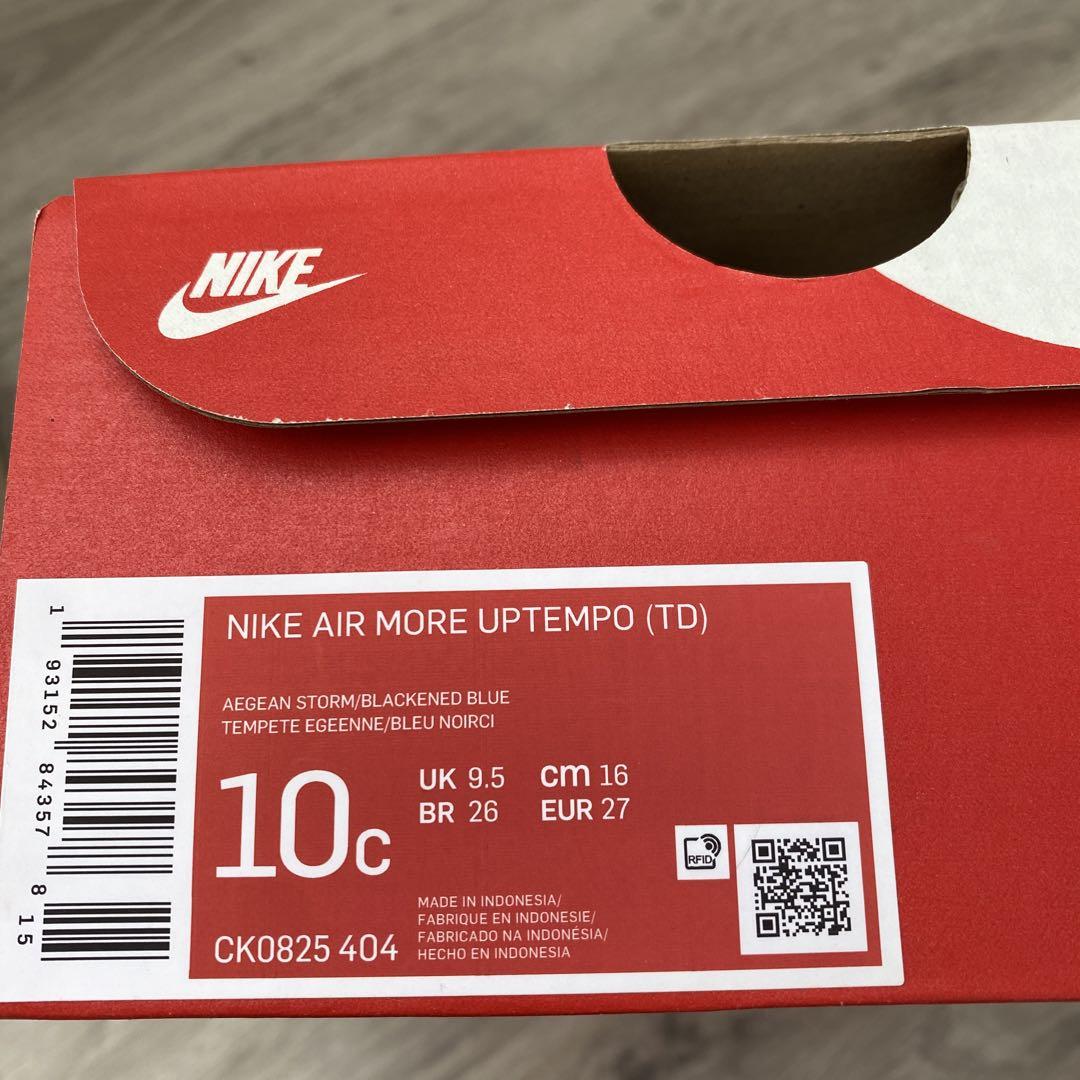 NIKE
NIKE AIR MORE UPTEMPO (TD)
AEGEAN STORM/BLACKENED BLUE
TEMPETE EGEENNE/BLEU NOIRCI
10C
UK 9.5 cm 16
BR 26 EUR 27
RFID
MADE IN INDONESIA/
FABRIQUE EN INDONESIE/
FABRICADO NA INDONÉSIA/
HECHO EN INDONESIA
CK0825 404
1 93152 84357 8 15